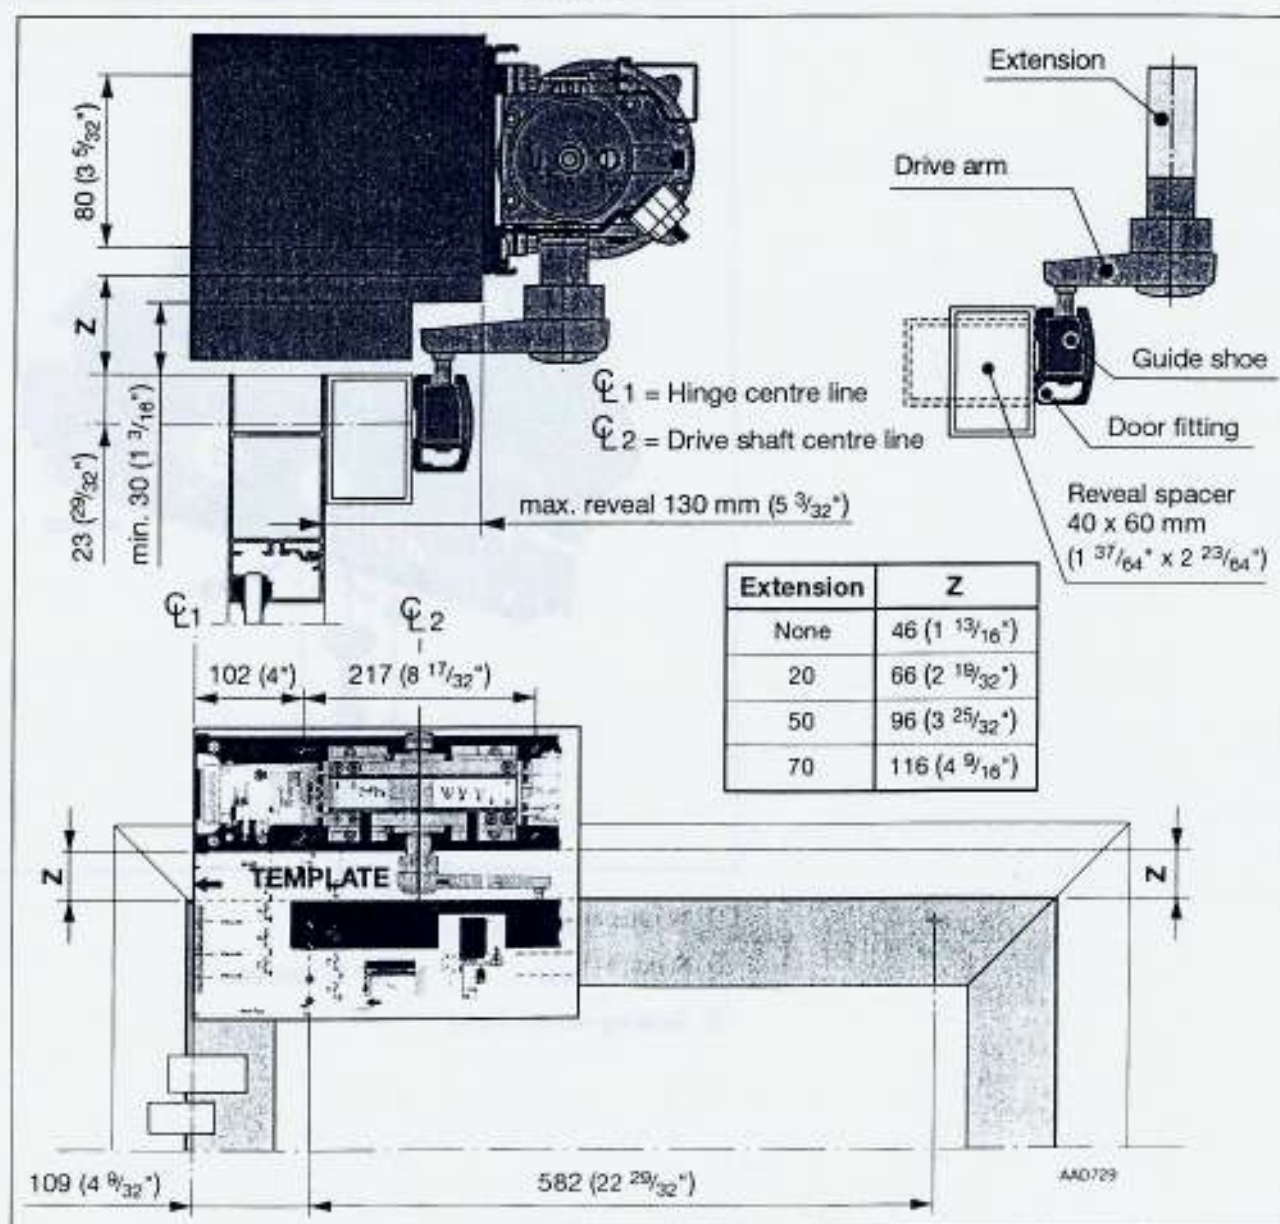 80 (3 5/32")
Z
23 (29/32")
min. 30 (1 3/16")
Extension
Drive arm
Guide shoe
Door fitting
Reveal spacer
40 x 60 mm
(1 37/64" x 2 23/64")
℄ 1 = Hinge centre line
℄ 2 = Drive shaft centre line
max. reveal 130 mm (5 3/32")
Extension Z
None 46 (1 13/16")
20 66 (2 19/32")
50 96 (3 25/32")
70 116 (4 9/16")
℄1 ℄2
102 (4") 217 (8 17/32")
Z
TEMPLATE
Z
109 (4 9/32") 582 (22 29/32")
AAD729